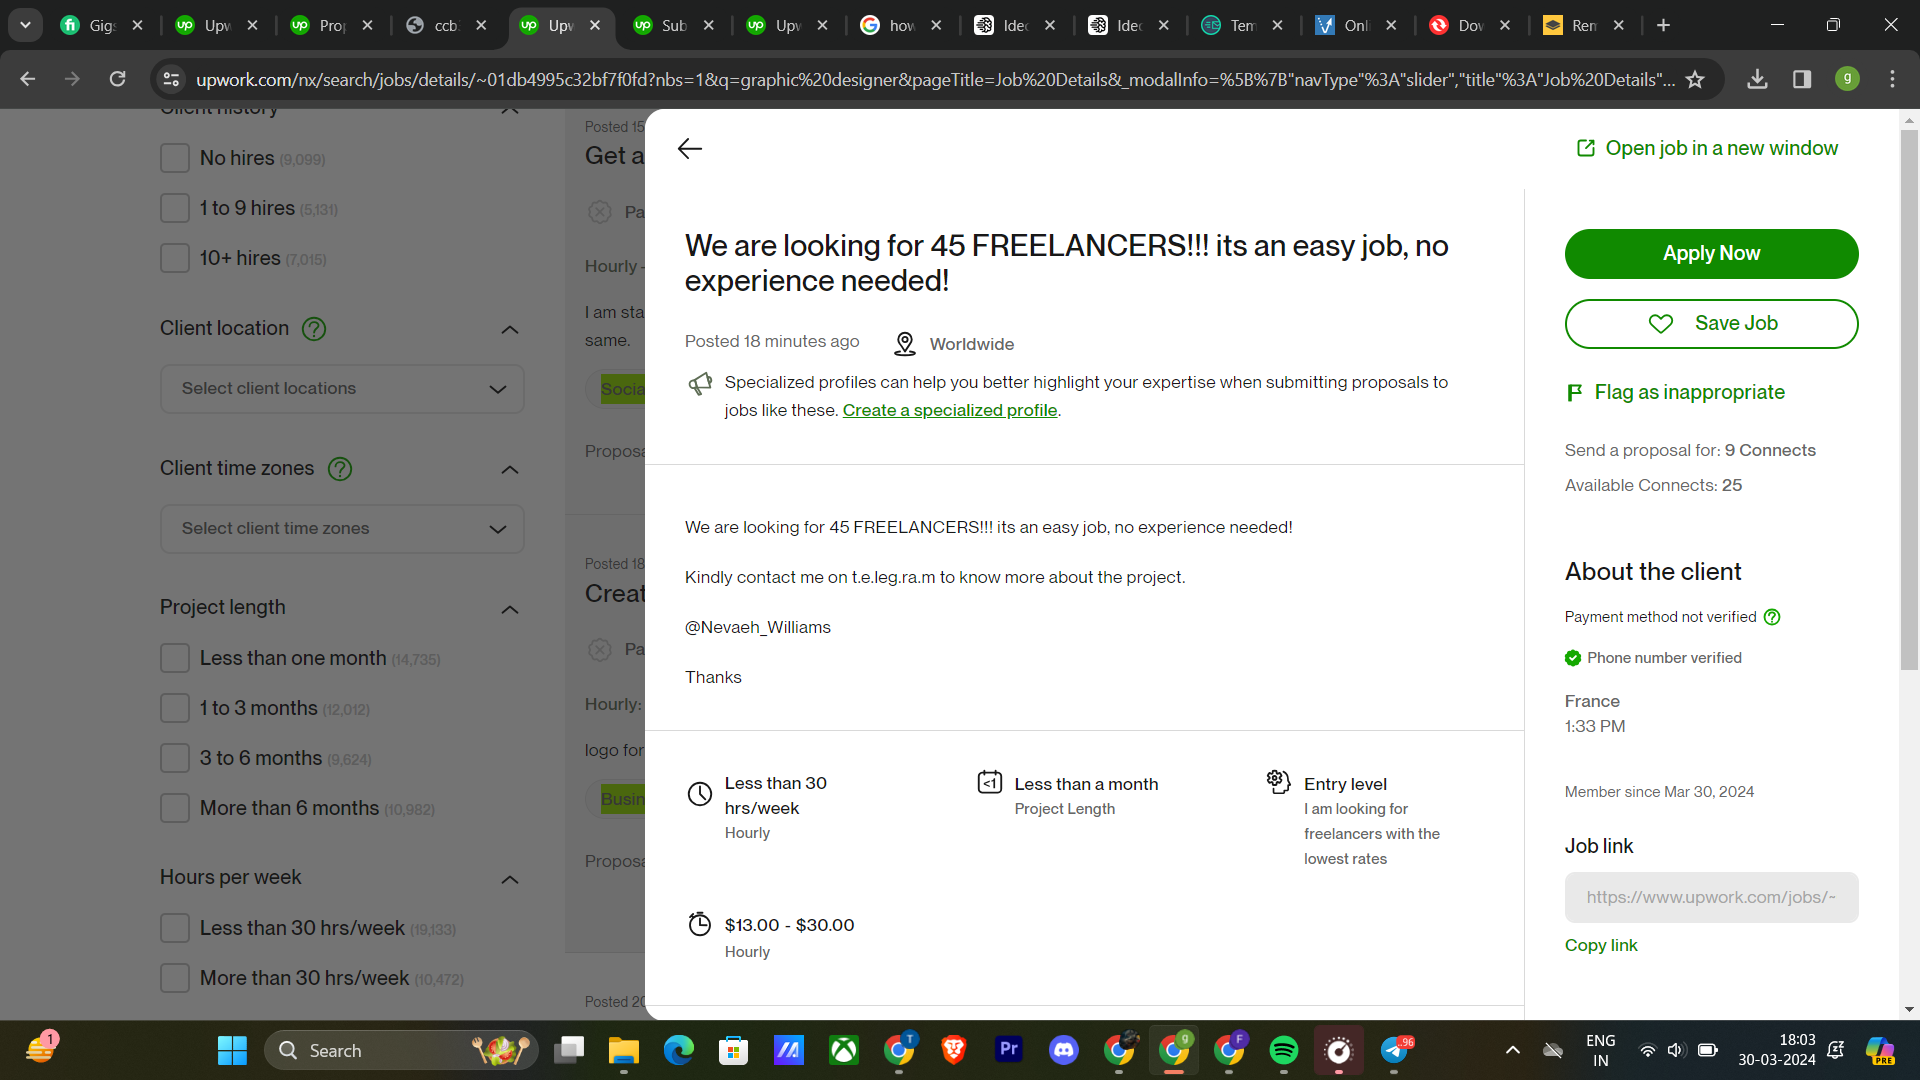 Gigs
Upw
Prop
ccb.
Upw
Sub
Upw
how
Ideo
Ideo
Tem
Onli
Dov
Rem
upwork.com/nx/search/jobs/details/~01db4995c32bf7f0fd?nbs=1&q=graphic%20designer&pageTitle=Job%20Details&_modalInfo=%5B%7B"navType"%3A"slider","title"%3A"Job%20Details"...
g
Client history
No hires (9,099)
1 to 9 hires (5,131)
10+ hires (7,015)
Client location
Select client locations
Client time zones
Select client time zones
Project length
Less than one month (14,735)
1 to 3 months (12,012)
3 to 6 months (9,624)
More than 6 months (10,982)
Hours per week
Less than 30 hrs/week (19,133)
More than 30 hrs/week (10,472)
Posted 15
Get a
Pa
Hourly -
I am sta
same.
Socia
Proposa
Posted 18
Creat
Pa
Hourly:
logo for
Busin
Proposa
Posted 20
Open job in a new window
We are looking for 45 FREELANCERS!!! its an easy job, no
experience needed!
Posted 18 minutes ago
Worldwide
Specialized profiles can help you better highlight your expertise when submitting proposals to
jobs like these. Create a specialized profile.
We are looking for 45 FREELANCERS!!! its an easy job, no experience needed!
Kindly contact me on t.e.leg.ra.m to know more about the project.
@Nevaeh_Williams
Thanks
Less than 30
hrs/week
Hourly
<1
Less than a month
Project Length
Entry level
I am looking for
freelancers with the
lowest rates
$13.00 - $30.00
Hourly
Apply Now
Save Job
Flag as inappropriate
Send a proposal for: 9 Connects
Available Connects: 25
About the client
Payment method not verified
Phone number verified
France
1:33 PM
Member since Mar 30, 2024
Job link
https://www.upwork.com/jobs/~
Copy link
1
Search
T
Pr
g
F
96
ENG
IN
18:03
30-03-2024
PRE